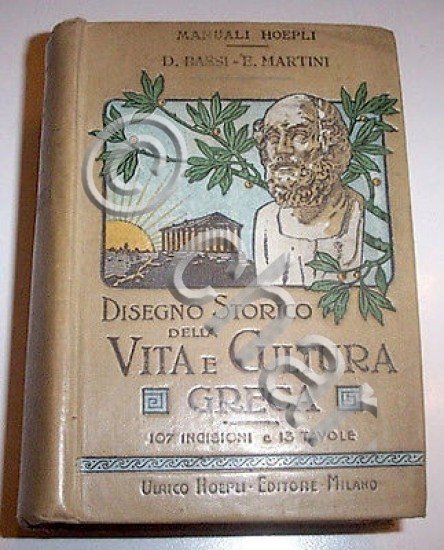 MANUALI HOEPLI
D. BASSI - E. MARTINI
DISEGNO STORICO
DELLA
VITA E CULTURA
GRECA
107 INCISIONI e 13 TAVOLE
ULRICO HOEPLI - EDITORE - MILANO